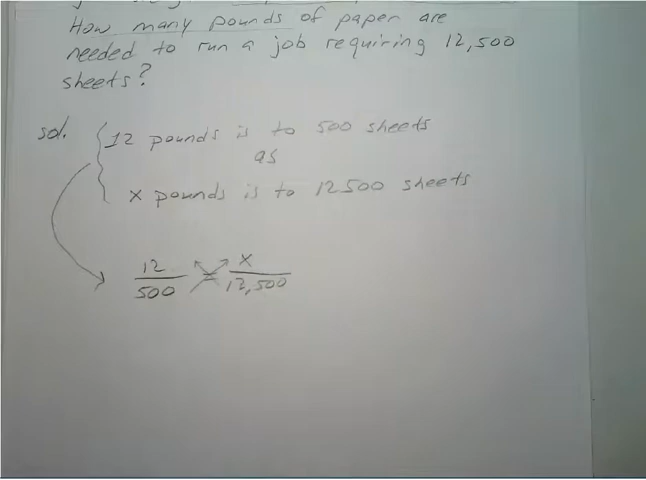 How many pounds of paper are
needed to run a job requiring 12,500
sheets?
sol. 12 pounds is to 500 sheets
as
x pounds is to 12500 sheets
12/500 = x/12,500